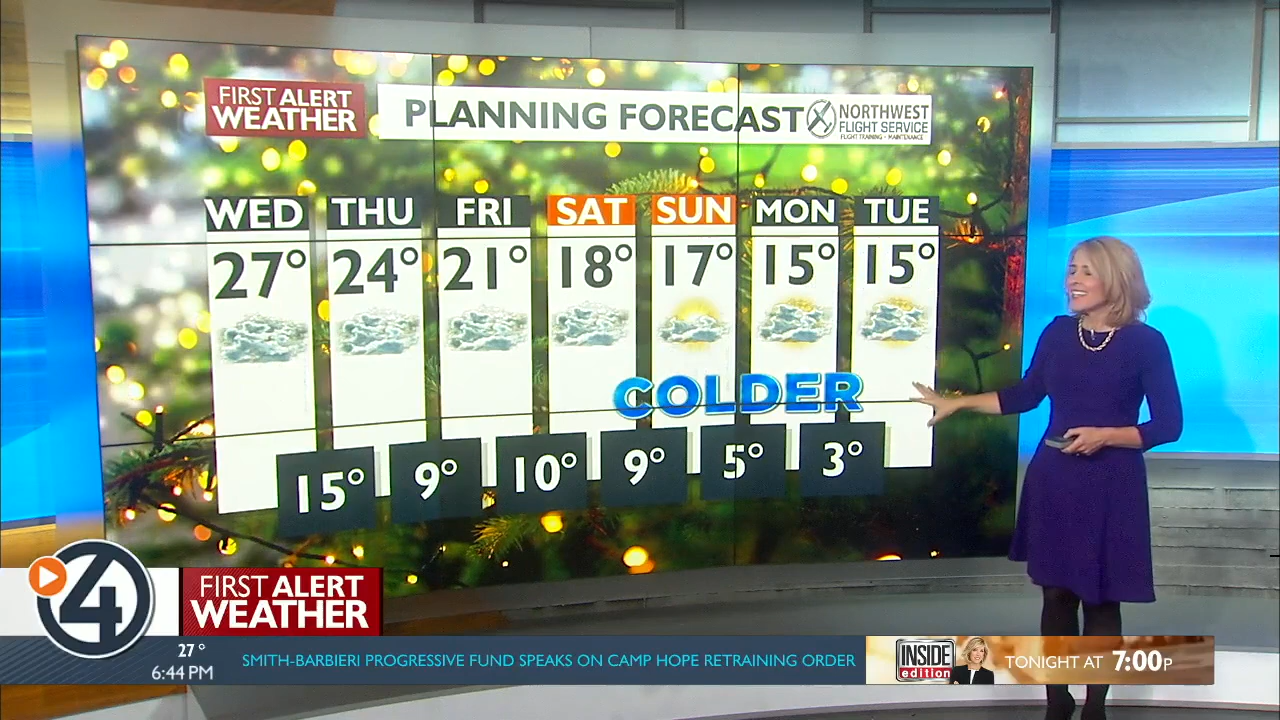 FIRST ALERT
WEATHER
PLANNING FORECAST
NORTHWEST
FLIGHT SERVICE
FLIGHT TRAINING • MAINTENANCE
WED THU FRI SAT SUN MON TUE
27° 24° 21° 18° 17° 15° 15°
COLDER
15° 9° 10° 9° 5° 3°
4
FIRST ALERT
WEATHER
27°
6:44 PM
SMITH-BARBIERI PROGRESSIVE FUND SPEAKS ON CAMP HOPE RETRAINING ORDER
INSIDE
edition
TONIGHT AT 7:00P